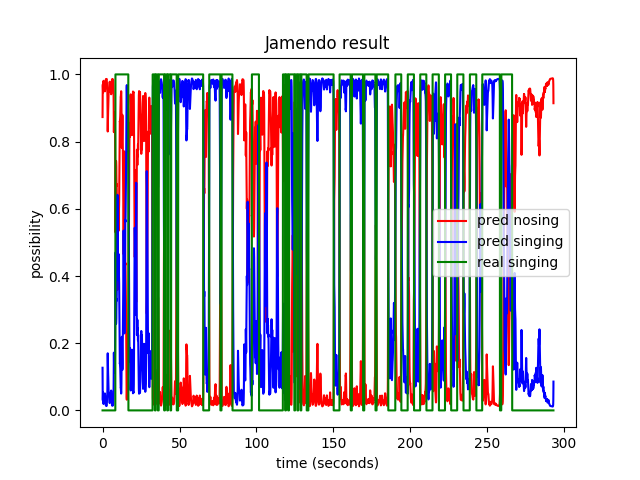 Jamendo result
1.0
0.8
0.6
0.4
0.2
0.0
possibility
pred nosing
pred singing
real singing
0
50
100
150
200
250
300
time (seconds)